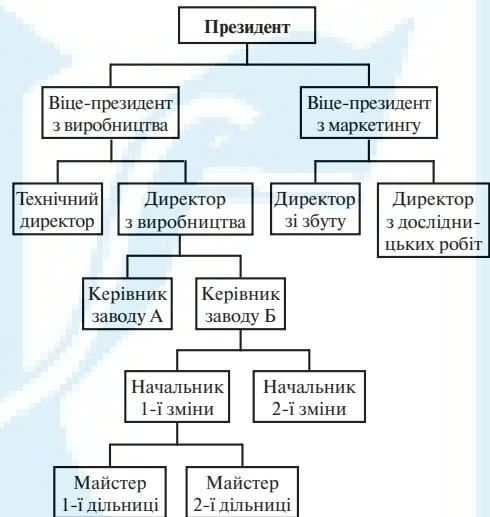 Президент
Віце-президент
з виробництва
Віце-президент
з маркетингу
Технічний
директор
Директор
з виробництва
Директор
зі збуту
Директор
з дослідни-
цьких робіт
Керівник
заводу А
Керівник
заводу Б
Начальник
1-ї зміни
Начальник
2-ї зміни
Майстер
1-ї дільниці
Майстер
2-ї дільниці